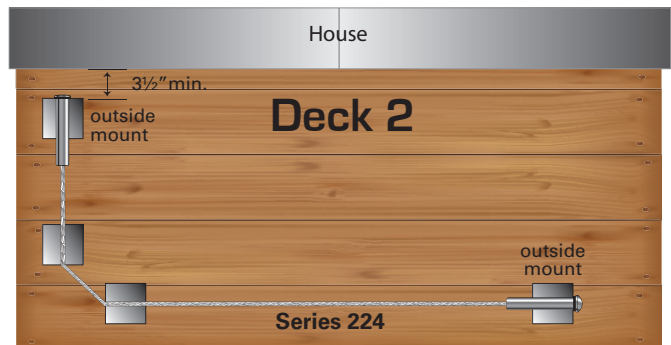 House
3½” min.
outside
mount
Deck 2
outside
mount
Series 224